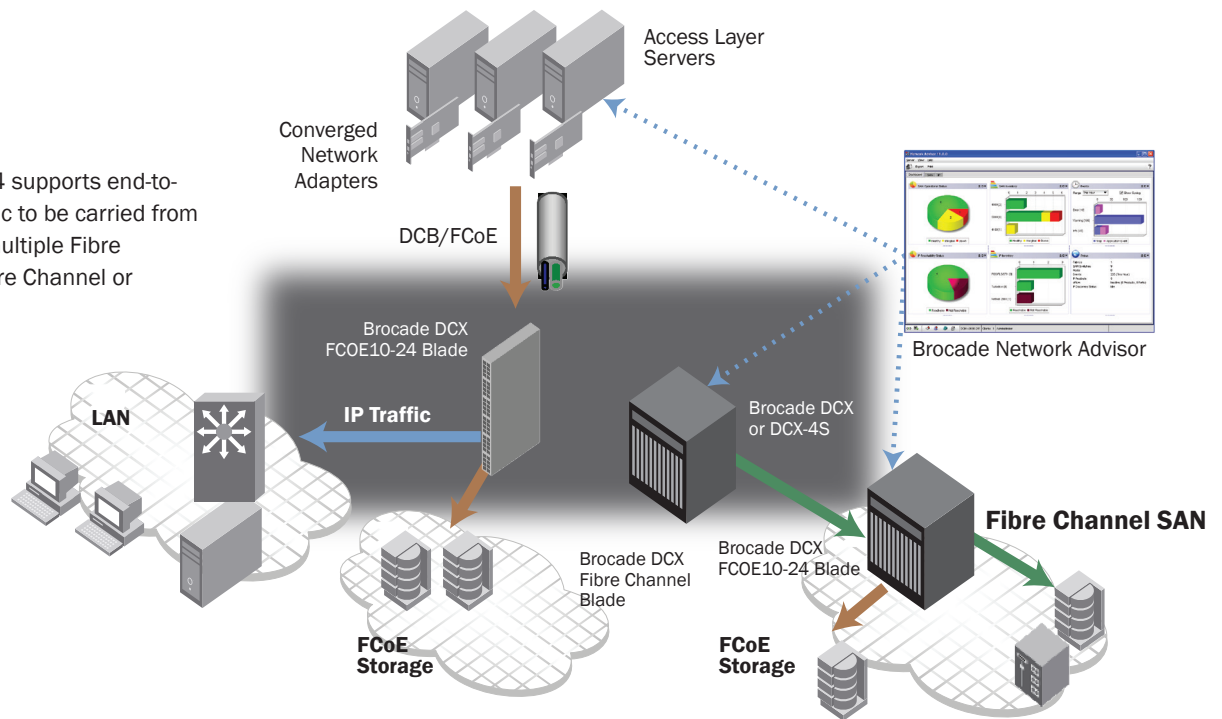 Access Layer
Servers
Converged
Network
Adapters
4 supports end-to-
c to be carried from
ultiple Fibre
re Channel or
DCB/FCoE
Brocade Network Advisor
Brocade DCX
FCOE10-24 Blade
LAN
IP Traffic
Brocade DCX
or DCX-4S
Fibre Channel SAN
Brocade DCX
Fibre Channel
Blade
Brocade DCX
FCOE10-24 Blade
FCoE
Storage
FCoE
Storage